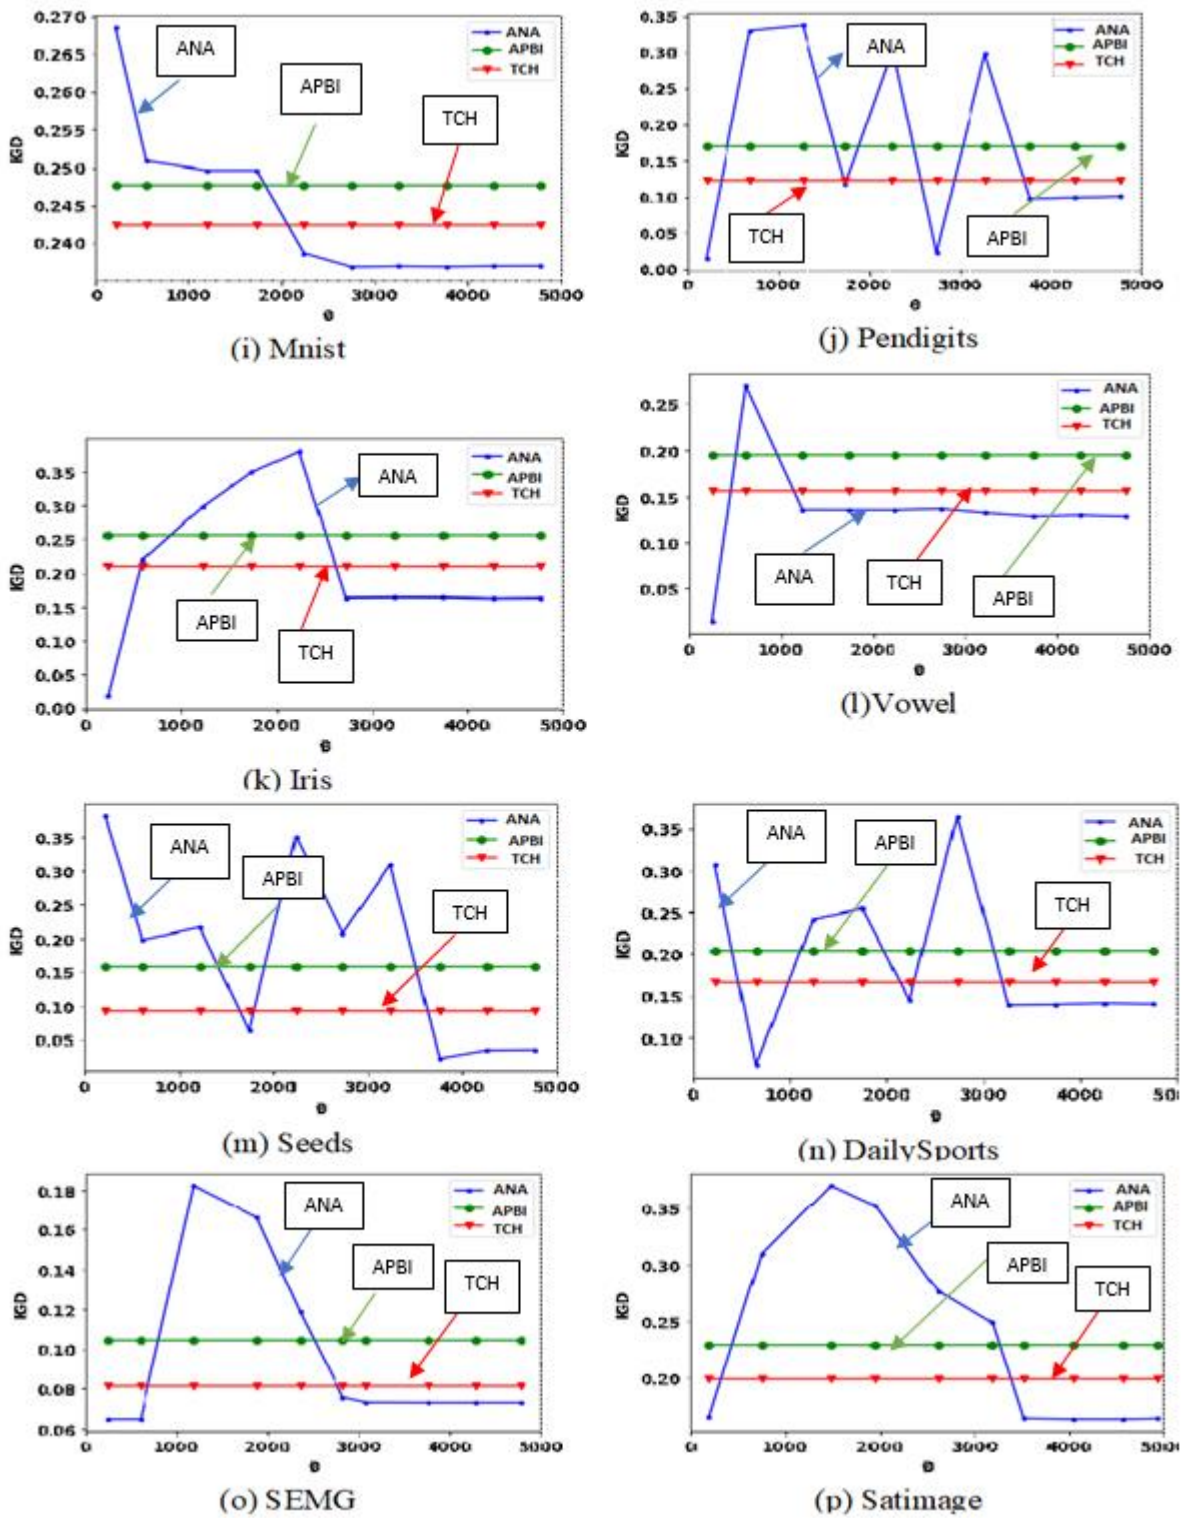 0.270
0.265
0.260
0.255
0.250
0.245
0.240
IGD
ANA
APBI
TCH
ANA
APBI
TCH
0 1000 2000 3000 4000 5000
θ
(i) Mnist
0.35
0.30
0.25
0.20
0.15
0.10
0.05
0.00
IGD
ANA
TCH
APBI
ANA
APBI
TCH
0 1000 2000 3000 4000 5000
θ
(j) Pendigits
0.35
0.30
0.25
0.20
0.15
0.10
0.05
0.00
IGD
ANA
APBI
TCH
ANA
APBI
TCH
0 1000 2000 3000 4000 5000
θ
(k) Iris
0.25
0.20
0.15
0.10
0.05
IGD
ANA
TCH
APBI
ANA
APBI
TCH
0 1000 2000 3000 4000 5000
θ
(l)Vowel
0.35
0.30
0.25
0.20
0.15
0.10
0.05
IGD
ANA
APBI
TCH
ANA
APBI
TCH
0 1000 2000 3000 4000 5000
θ
(m) Seeds
0.35
0.30
0.25
0.20
0.15
0.10
IGD
ANA
APBI
TCH
ANA
APBI
TCH
0 1000 2000 3000 4000 500
θ
(n) DailySports
0.18
0.16
0.14
0.12
0.10
0.08
0.06
IGD
ANA
APBI
TCH
ANA
APBI
TCH
0 1000 2000 3000 4000 5000
θ
(o) SEMG
0.35
0.30
0.25
0.20
IGD
ANA
APBI
TCH
ANA
APBI
TCH
0 1000 2000 3000 4000 500
θ
(p) Satimage